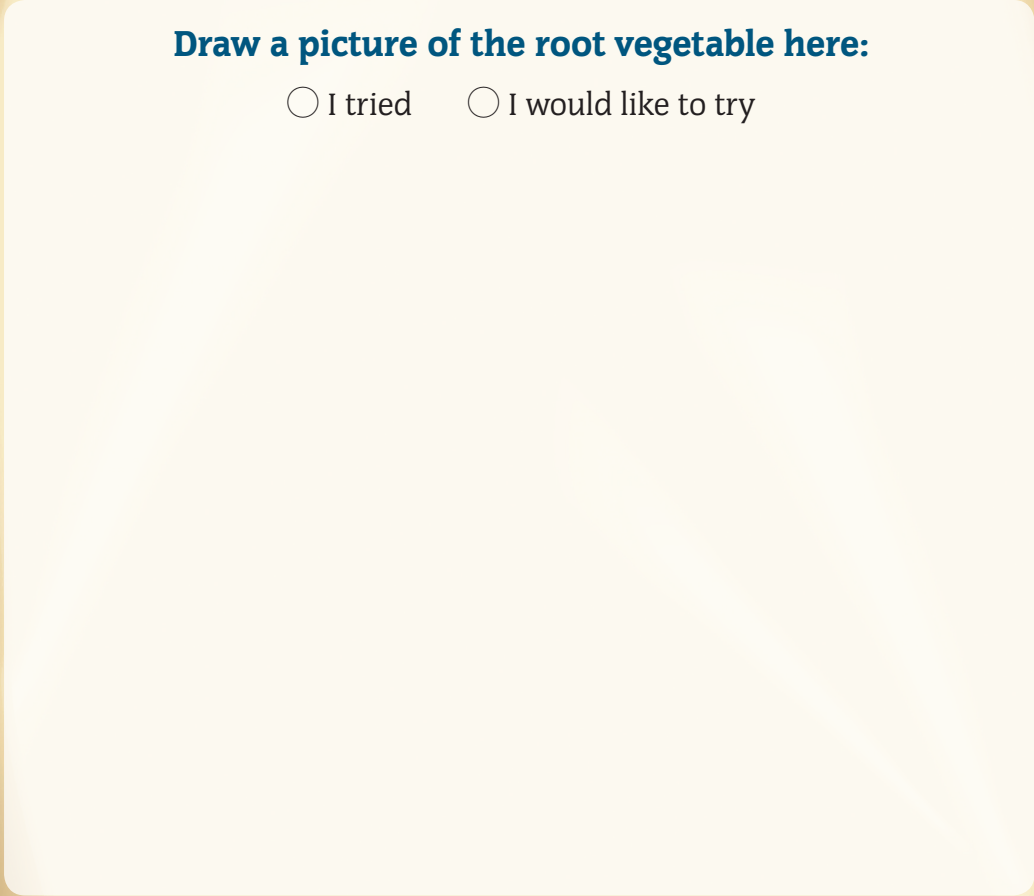 Draw a picture of the root vegetable here:
I tried I would like to try